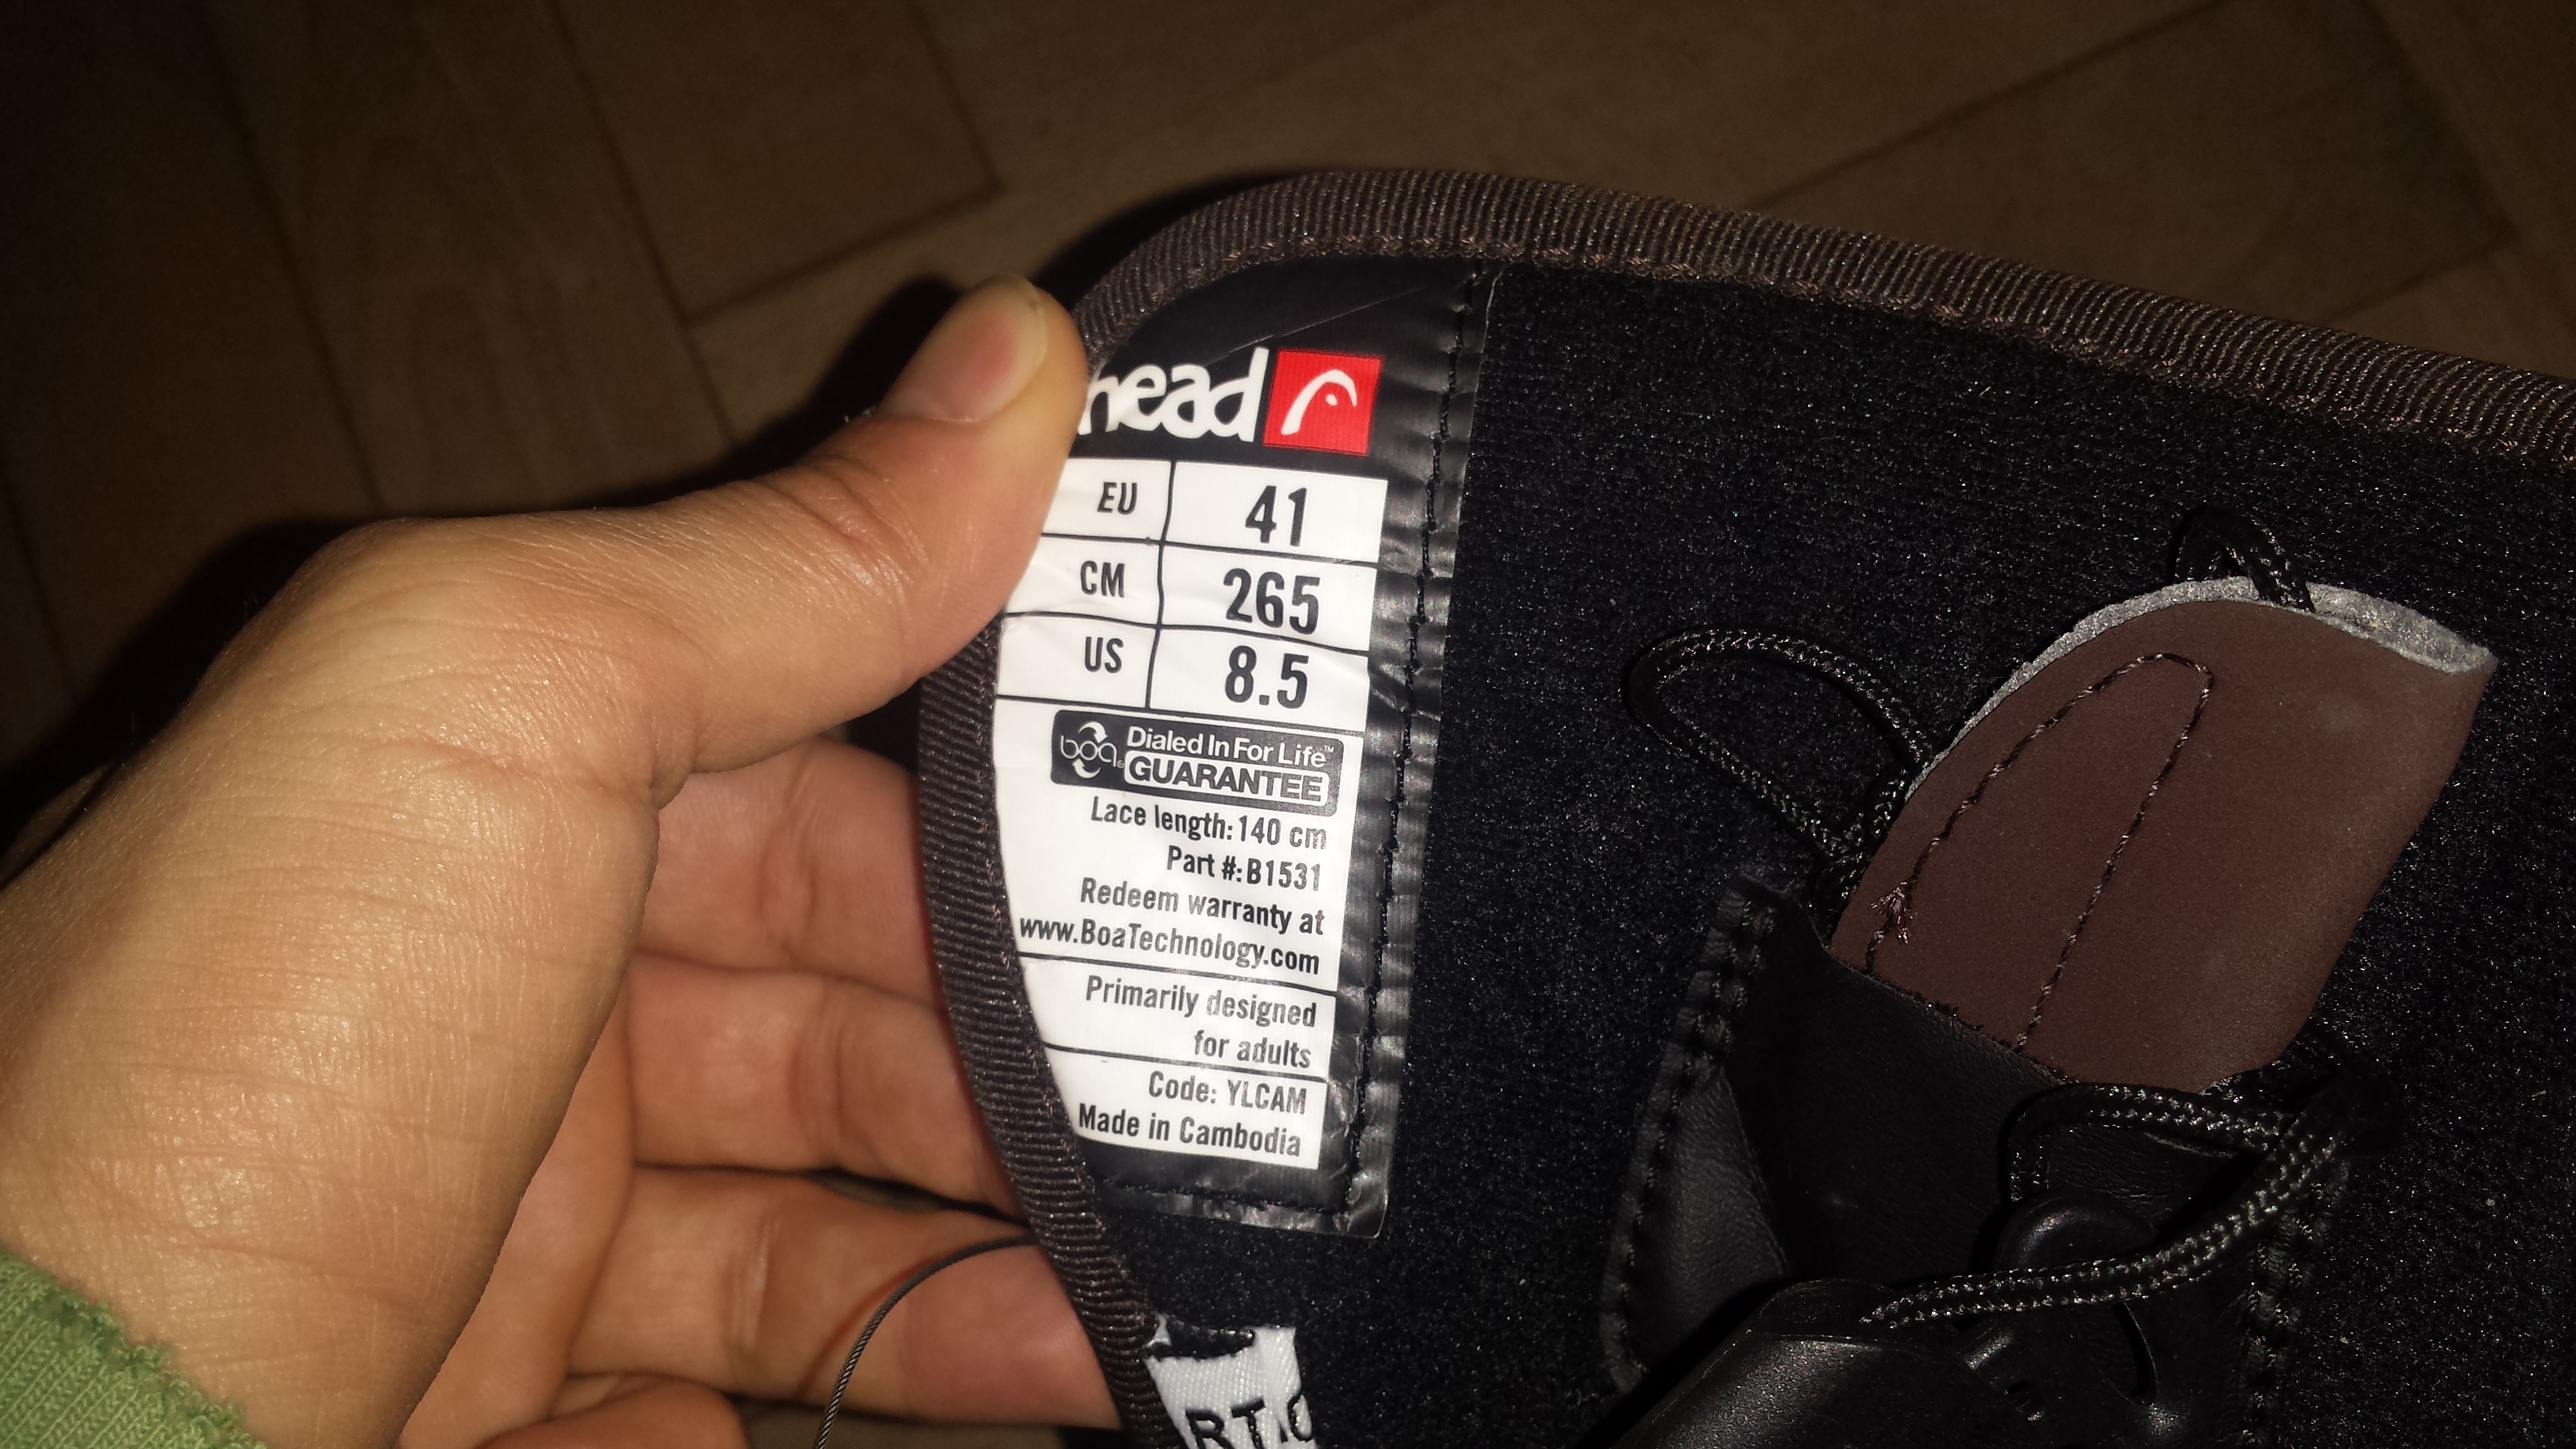 head
EU 41
CM 265
US 8.5
boa® Dialed In For Life™
GUARANTEE
Lace length: 140 cm
Part #: B1531
Redeem warranty at
www.BoaTechnology.com
Primarily designed
for adults
Code: YLCAM
Made in Cambodia